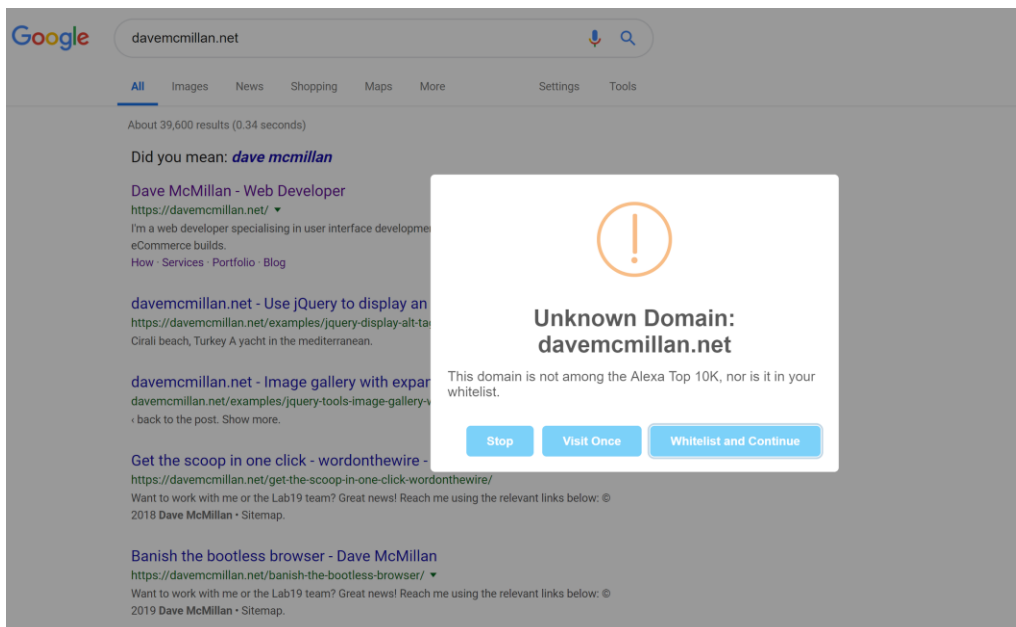 Google
davemcmillan.net
All Images News Shopping Maps More Settings Tools
About 39,600 results (0.34 seconds)
Did you mean: dave mcmillan
Dave McMillan - Web Developer
https://davemcmillan.net/
I'm a web developer specialising in user interface
eCommerce builds.
How · Services · Portfolio · Blog
davemcmillan.net - Use jQuery to display an
https://davemcmillan.net/examples/jquery-display-alt-
Cirali beach, Turkey A yacht in the mediterranean.
davemcmillan.net - Image gallery with
davemcmillan.net/examples/jquery-tools-image-gallery-
‹ back to the post. Show more.
Get the scoop in one click - wordonthewire -
https://davemcmillan.net/get-the-scoop-in-one-click-wordonthewire/
Want to work with me or the Lab19 team? Great news! Reach me using the relevant links below: ©
2018 Dave McMillan • Sitemap.
Banish the bootless browser - Dave McMillan
https://davemcmillan.net/banish-the-bootless-browser/
Want to work with me or the Lab19 team? Great news! Reach me using the relevant links below: ©
2019 Dave McMillan • Sitemap.
Unknown Domain:
davemcmillan.net
This domain is not among the Alexa Top 10K, nor is it in your
whitelist.
Stop Visit Once Whitelist and Continue